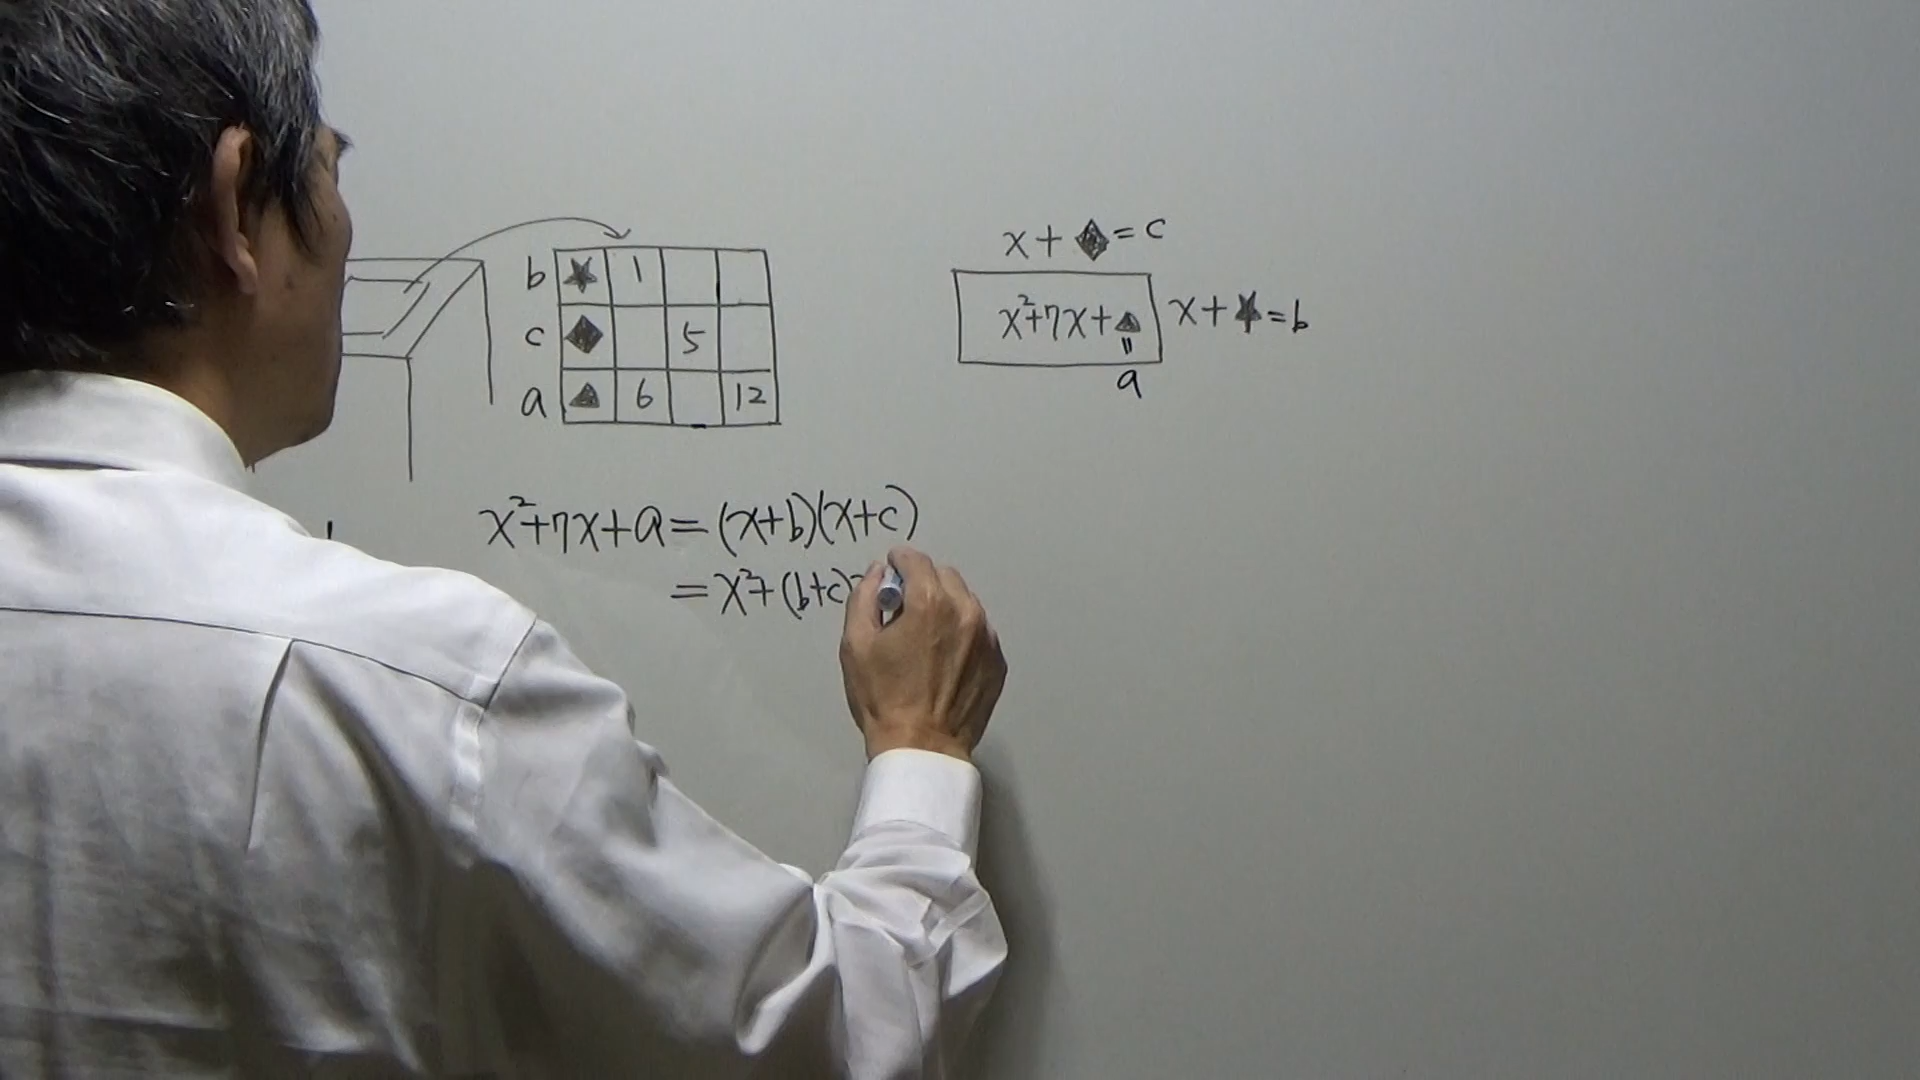 b ★ 1
c ◆ 5
a ▲ 6 12
x + ◆ = c
x²+7x+▲ x + ★ = b
॥
a
x²+7x+a = (x+b)(x+c)
= x²+(b+c)